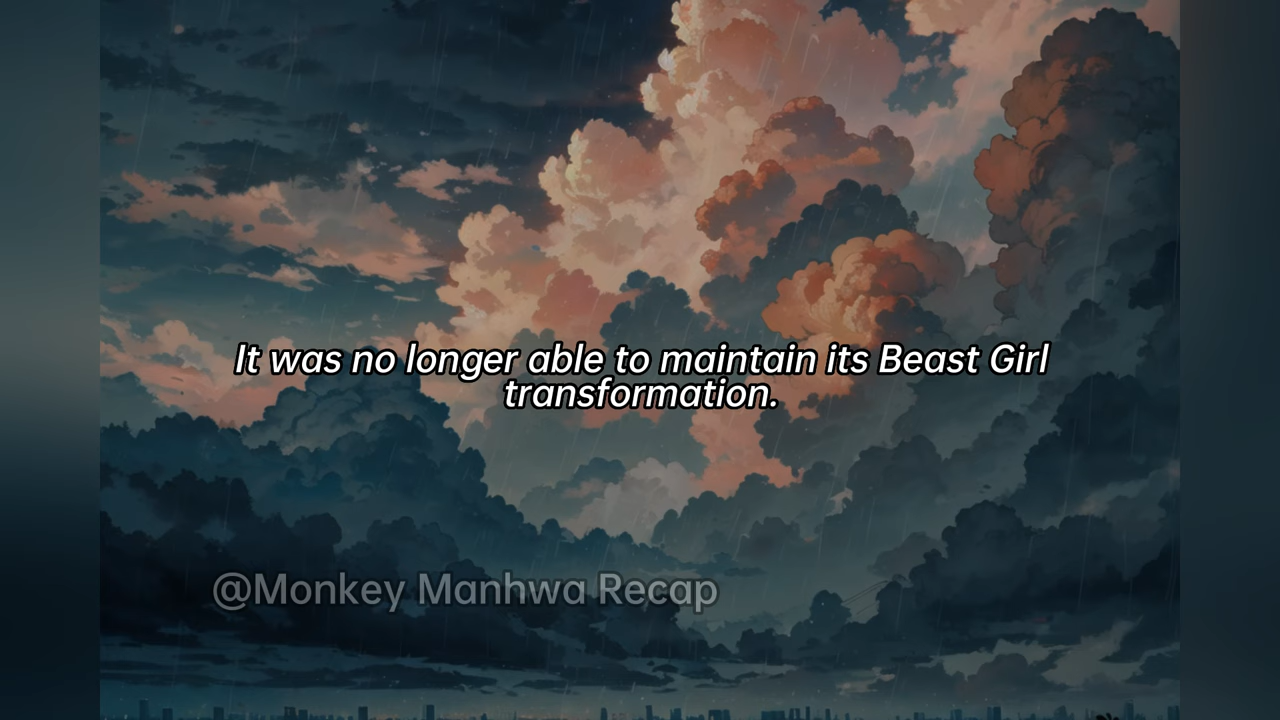 It was no longer able to maintain its Beast Girl
transformation.
@Monkey Manhwa Recap